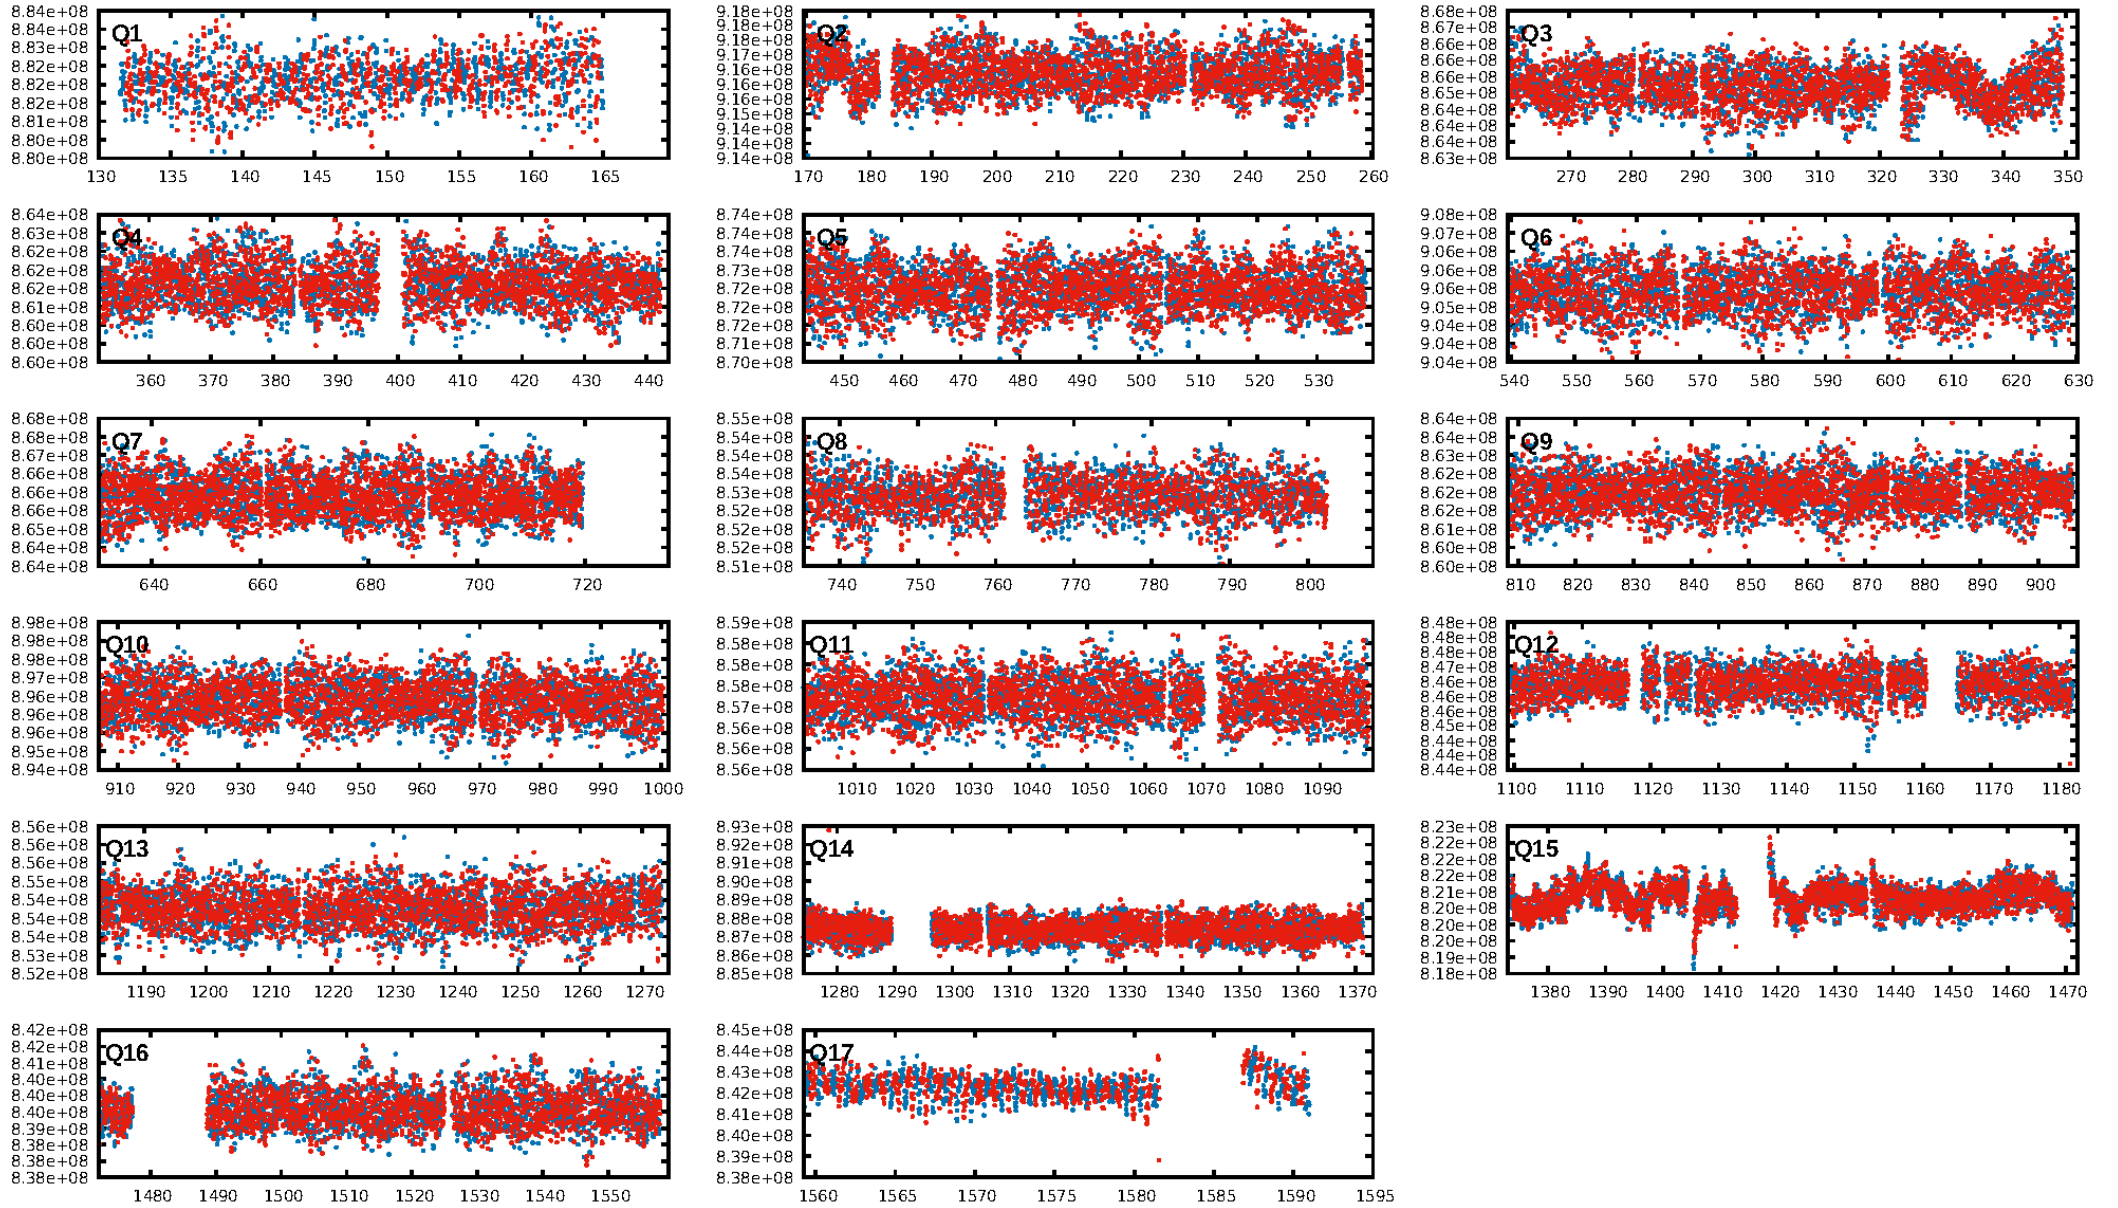 8.84e+08
8.84e+08
8.83e+08
8.82e+08
8.82e+08
8.82e+08
8.81e+08
8.80e+08
8.80e+08
Q1
130 135 140 145 150 155 160 165
9.18e+08
9.18e+08
9.18e+08
9.17e+08
9.16e+08
9.16e+08
9.16e+08
9.15e+08
9.14e+08
9.14e+08
Q2
170 180 190 200 210 220 230 240 250 260
8.68e+08
8.67e+08
8.66e+08
8.66e+08
8.66e+08
8.65e+08
8.64e+08
8.64e+08
8.63e+08
Q3
270 280 290 300 310 320 330 340 350
8.64e+08
8.63e+08
8.62e+08
8.62e+08
8.62e+08
8.61e+08
8.60e+08
8.60e+08
8.60e+08
Q4
360 370 380 390 400 410 420 430 440
8.74e+08
8.74e+08
8.73e+08
8.72e+08
8.72e+08
8.71e+08
8.70e+08
Q5
450 460 470 480 490 500 510 520 530
9.08e+08
9.07e+08
9.06e+08
9.06e+08
9.05e+08
9.04e+08
9.04e+08
9.04e+08
Q6
540 550 560 570 580 590 600 610 620 630
8.68e+08
8.68e+08
8.67e+08
8.66e+08
8.66e+08
8.66e+08
8.65e+08
8.64e+08
8.64e+08
Q7
640 660 680 700 720
8.55e+08
8.54e+08
8.54e+08
8.54e+08
8.53e+08
8.52e+08
8.52e+08
8.52e+08
8.51e+08
Q8
740 750 760 770 780 790 800
8.64e+08
8.64e+08
8.63e+08
8.62e+08
8.62e+08
8.62e+08
8.61e+08
8.60e+08
8.60e+08
Q9
810 820 830 840 850 860 870 880 890 900
8.98e+08
8.98e+08
8.98e+08
8.97e+08
8.96e+08
8.96e+08
8.96e+08
8.95e+08
8.94e+08
Q10
910 920 930 940 950 960 970 980 990 1000
8.59e+08
8.58e+08
8.58e+08
8.58e+08
8.57e+08
8.56e+08
8.56e+08
8.56e+08
Q11
1010 1020 1030 1040 1050 1060 1070 1080 1090
8.48e+08
8.48e+08
8.48e+08
8.47e+08
8.46e+08
8.46e+08
8.46e+08
8.45e+08
8.44e+08
8.44e+08
8.44e+08
Q12
1100 1110 1120 1130 1140 1150 1160 1170 1180
8.56e+08
8.56e+08
8.56e+08
8.55e+08
8.54e+08
8.54e+08
8.54e+08
8.53e+08
8.52e+08
Q13
1190 1200 1210 1220 1230 1240 1250 1260 1270
8.93e+08
8.92e+08
8.91e+08
8.90e+08
8.89e+08
8.88e+08
8.87e+08
8.86e+08
8.85e+08
Q14
1280 1290 1300 1310 1320 1330 1340 1350 1360 1370
8.23e+08
8.22e+08
8.22e+08
8.22e+08
8.21e+08
8.20e+08
8.20e+08
8.20e+08
8.19e+08
8.18e+08
Q15
1380 1390 1400 1410 1420 1430 1440 1450 1460 1470
8.42e+08
8.42e+08
8.41e+08
8.40e+08
8.40e+08
8.40e+08
8.39e+08
8.38e+08
8.38e+08
8.38e+08
Q16
1480 1490 1500 1510 1520 1530 1540 1550
8.45e+08
8.44e+08
8.43e+08
8.42e+08
8.41e+08
8.40e+08
8.39e+08
8.38e+08
Q17
1560 1565 1570 1575 1580 1585 1590 1595